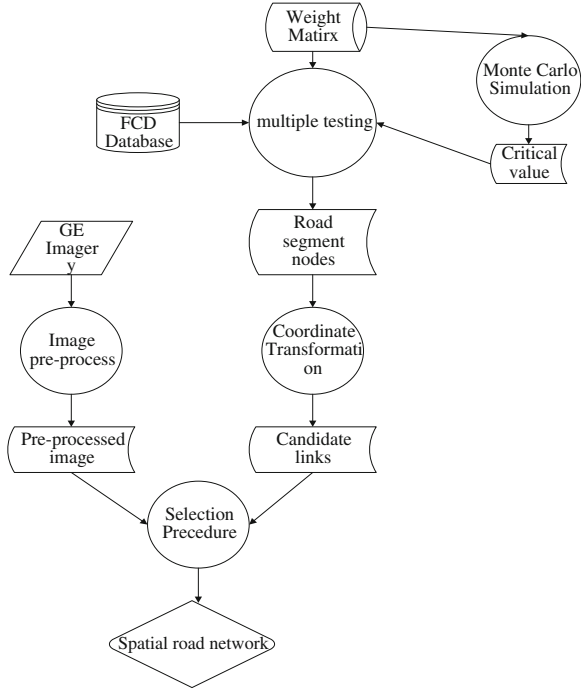 Weight
Matirx
Monte Carlo
Simulation
FCD
Database
multiple testing
Critical
value
Road
segment
nodes
GE
Imager
y
Image
pre-process
Coordinate
Transformati
on
Pre-processed
image
Candidate
links
Selection
Precedure
Spatial road network